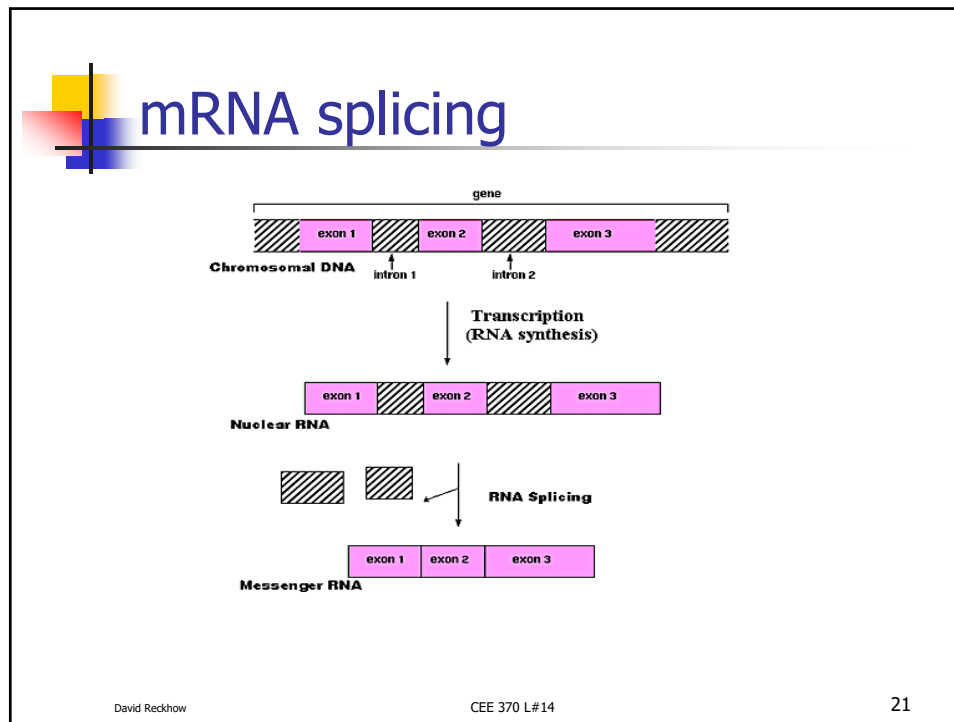 mRNA splicing
gene
exon 1 exon 2 exon 3
Chromosomal DNA
intron 1 intron 2
Transcription
(RNA synthesis)
exon 1 exon 2 exon 3
Nuclear RNA
RNA Splicing
exon 1 exon 2 exon 3
Messenger RNA
David Reckhow CEE 370 L#14 21